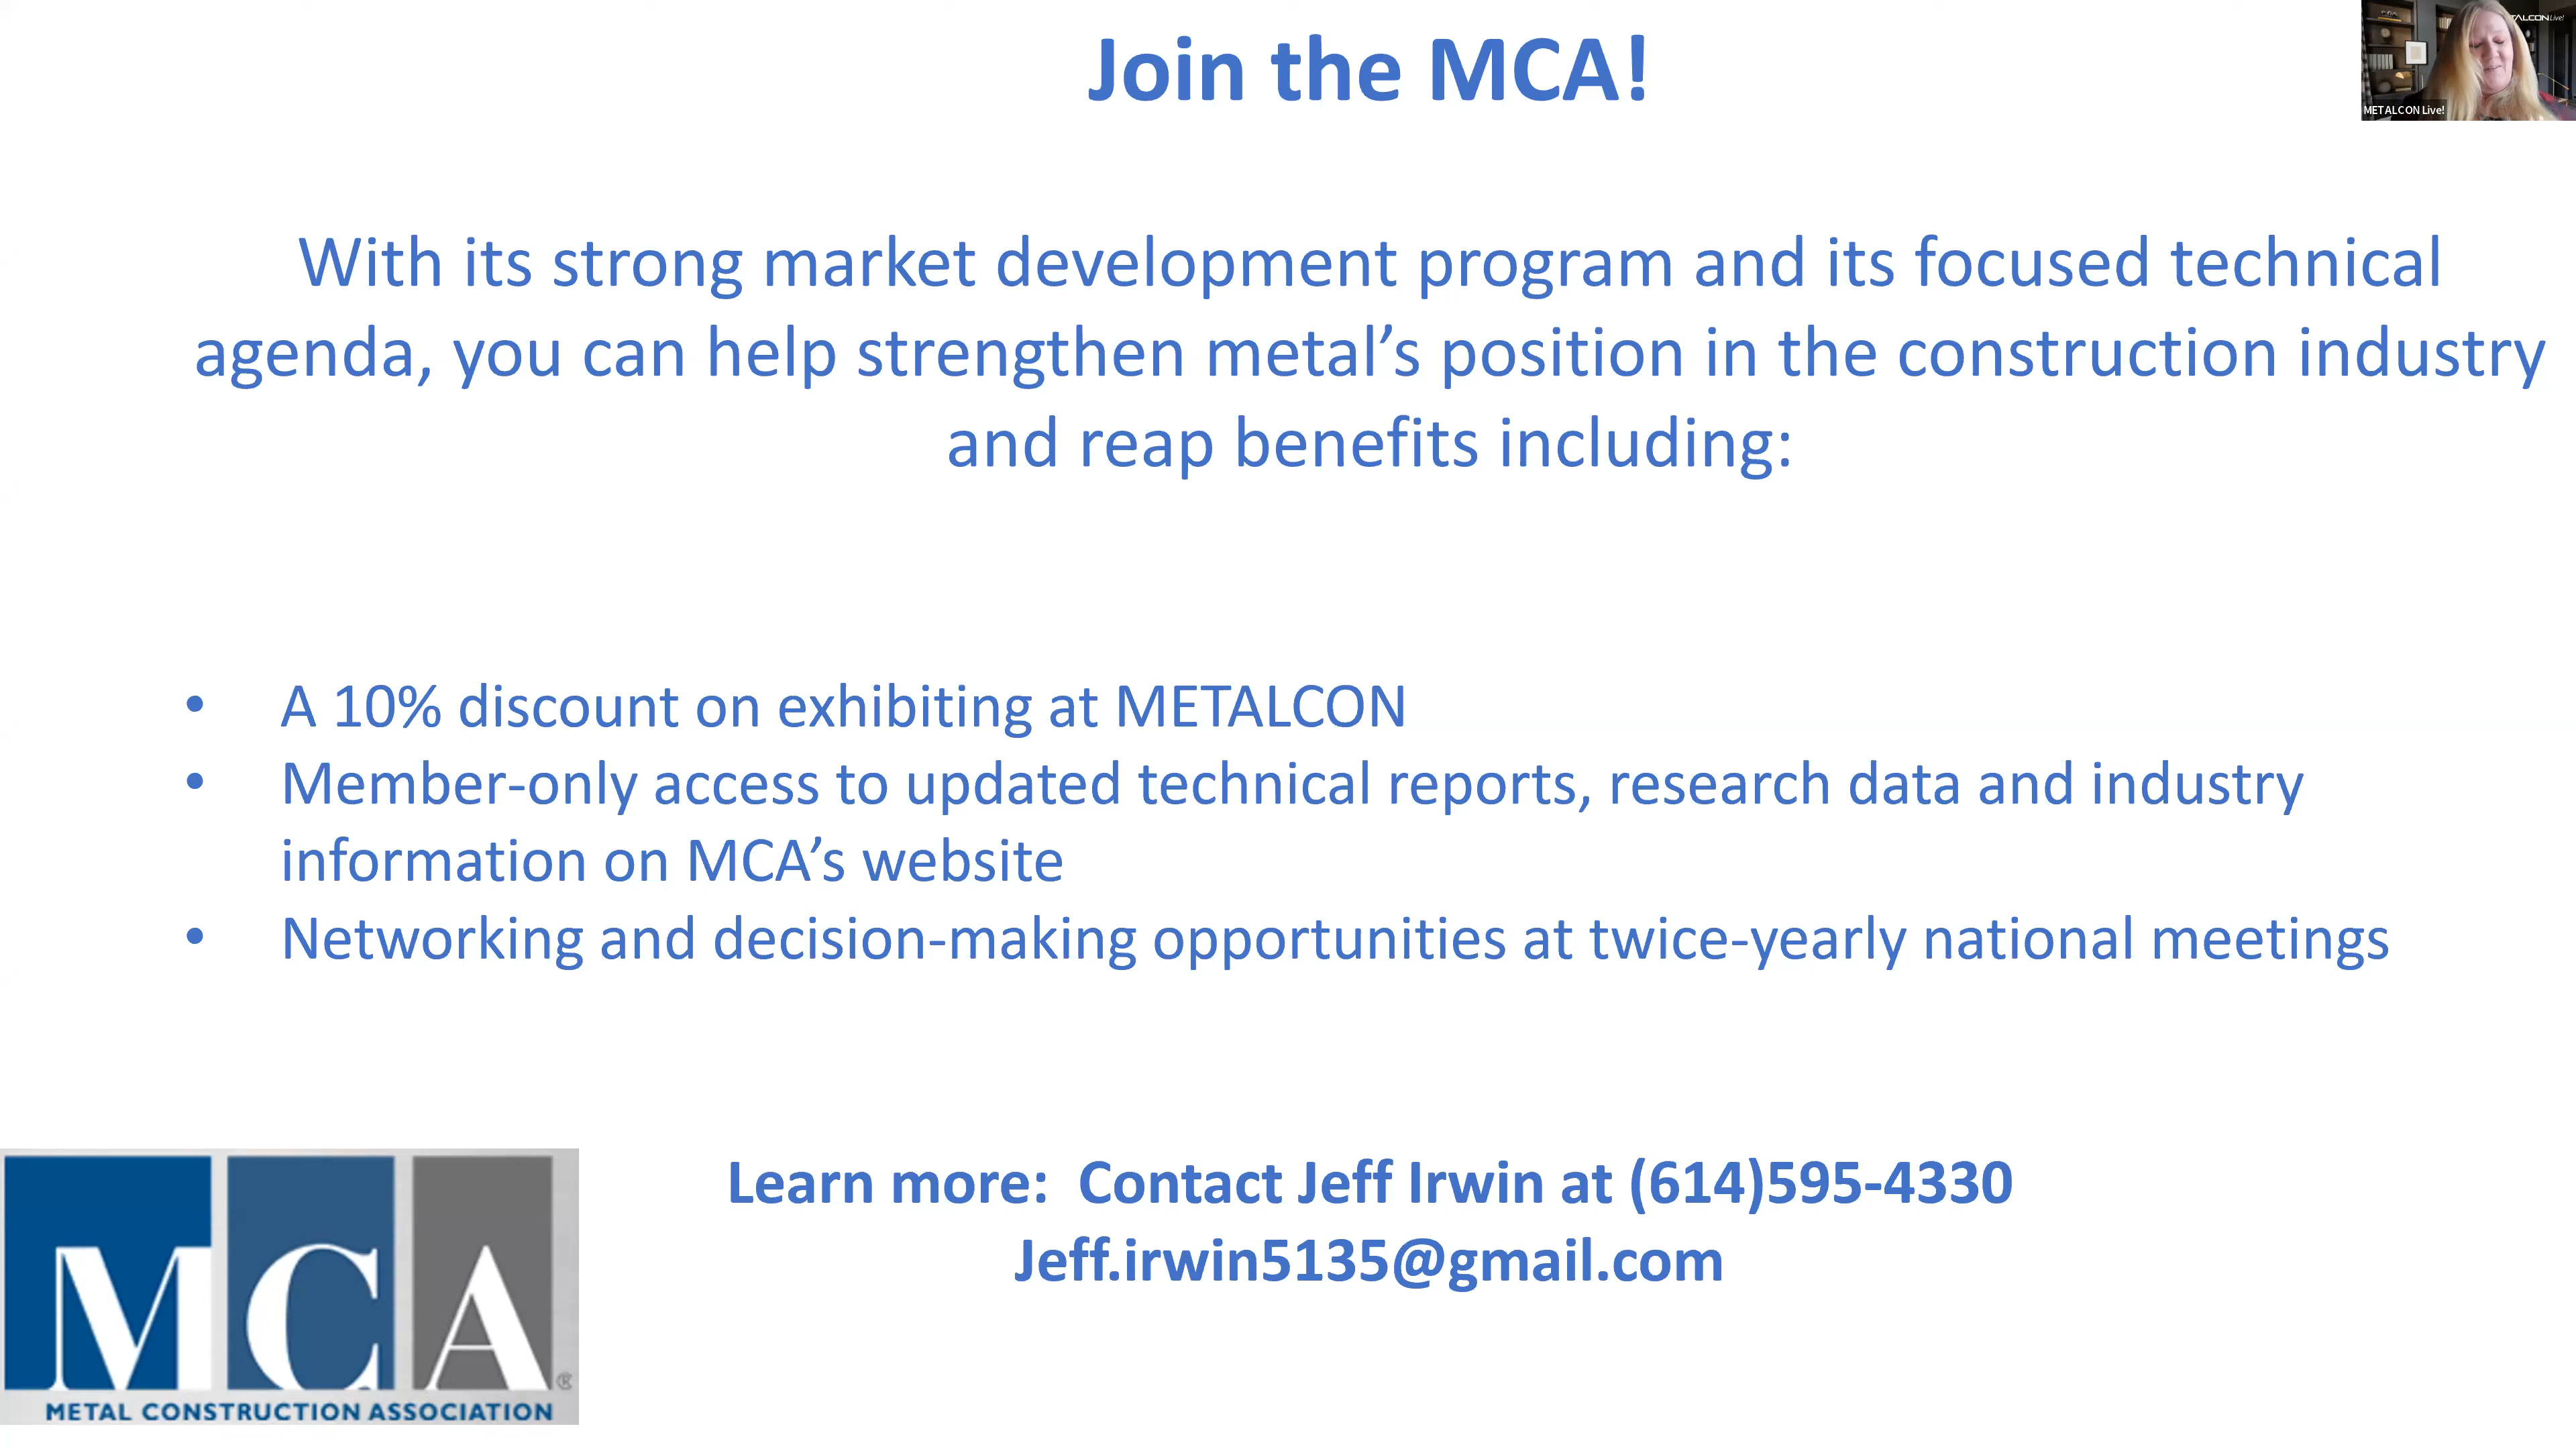 Join the MCA!
TALCON Live!
METALCON Live!
With its strong market development program and its focused technical
agenda, you can help strengthen metal’s position in the construction industry
and reap benefits including:
• A 10% discount on exhibiting at METALCON
• Member-only access to updated technical reports, research data and industry
information on MCA’s website
• Networking and decision-making opportunities at twice-yearly national meetings
Learn more:  Contact Jeff Irwin at (614)595-4330
Jeff.irwin5135@gmail.com
MCA®
METAL CONSTRUCTION ASSOCIATION